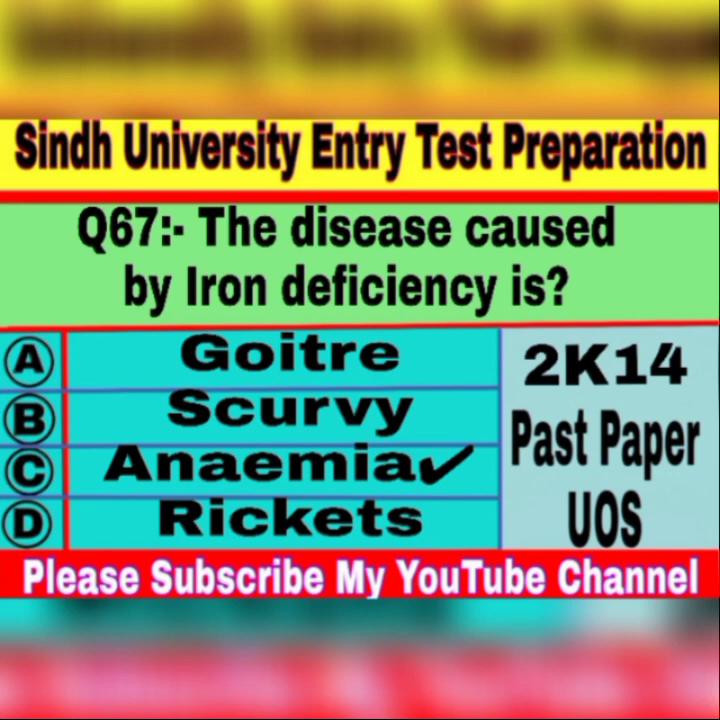 Sindh University Entry Test Preparation
Q67:- The disease caused
by Iron deficiency is?
A Goitre
B Scurvy
C Anaemia✔
D Rickets
2K14
Past Paper
UOS
Please Subscribe My YouTube Channel